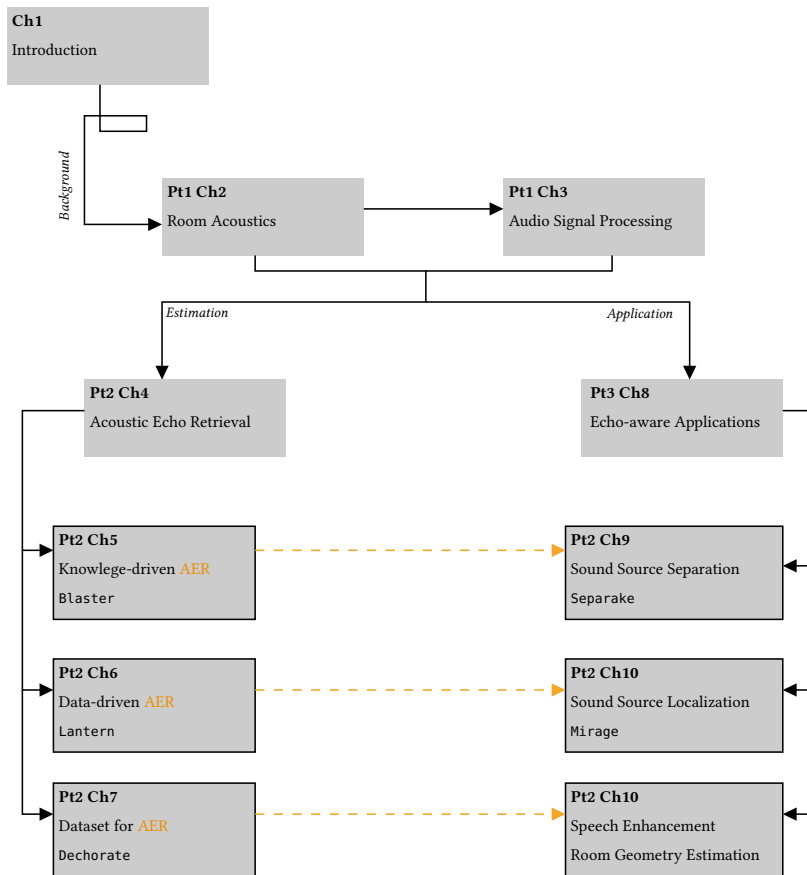 Ch1
Introduction
Background
Pt1 Ch2
Room Acoustics
Pt1 Ch3
Audio Signal Processing
Estimation
Application
Pt2 Ch4
Acoustic Echo Retrieval
Pt3 Ch8
Echo-aware Applications
Pt2 Ch5
Knowlege-driven AER
Blaster
Pt2 Ch9
Sound Source Separation
Separake
Pt2 Ch6
Data-driven AER
Lantern
Pt2 Ch10
Sound Source Localization
Mirage
Pt2 Ch7
Dataset for AER
Dechorate
Pt2 Ch10
Speech Enhancement
Room Geometry Estimation